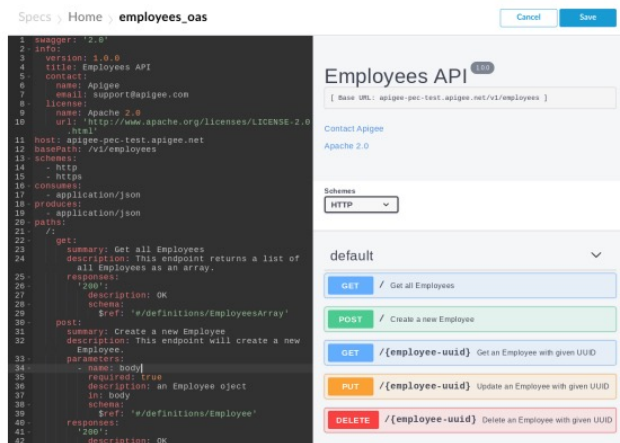 Specs > Home > employees_oas
Cancel
Save
1 swagger: '2.0'
2 info:
3 version: 1.0.0
4 title: Employees API
5 contact:
6 name: Apigee
7 email: support@apigee.com
8 license:
9 name: Apache 2.0
10 url: 'http://www.apache.org/licenses/LICENSE-2.0
.html'
11 host: apigee-pec-test.apigee.net
12 basePath: /v1/employees
13 schemes:
14 - http
15 - https
16 consumes:
17 - application/json
18 produces:
19 - application/json
20 paths:
21 /:
22 get:
23 summary: Get all Employees
24 description: This endpoint returns a list of
all Employees as an array.
25 responses:
26 '200':
27 description: OK
28 schema:
29 $ref: '#/definitions/EmployeesArray'
30 post:
31 summary: Create a new Employee
32 description: This endpoint will create a new
Employee.
33 parameters:
34 - name: body
35 required: true
36 description: an Employee oject
37 in: body
38 schema:
39 $ref: '#/definitions/Employee'
40 responses:
41 '200':
42 description: OK
Employees API 1.0.0
[ Base URL: apigee-pec-test.apigee.net/v1/employees ]
Contact Apigee
Apache 2.0
Schemes
HTTP
default
GET / Get all Employees
POST / Create a new Employee
GET /{employee-uuid} Get an Employee with given UUID
PUT /{employee-uuid} Update an Employee with given UUID
DELETE /{employee-uuid} Delete an Employee with given UUID